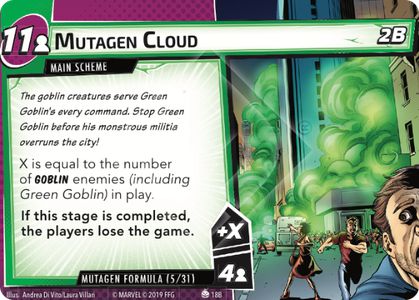 11
MUTAGEN CLOUD
2B
MAIN SCHEME
The goblin creatures serve Green
Goblin's every command. Stop Green
Goblin before his monstrous militia
overruns the city!
X is equal to the number
of GOBLIN enemies (including
Green Goblin) in play.
If this stage is completed,
the players lose the game.
+X
4
MUTAGEN FORMULA (5/31)
Illus. Andrea Di Vito/Laura Villari
© MARVEL © 2019 FFG
18B